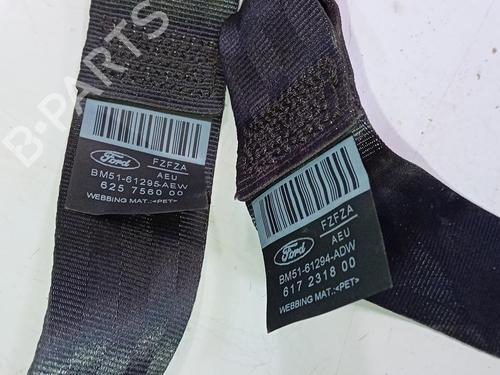 B-PARTS
Ford
FZFZA
AEU
BM51-61295-AEW
625 7560 00
WEBBING MAT.:<PET>
FZFZA
Ford
AEU
BM51-61294-ADW
617 2318 00
WEBBING MAT.:<PET>